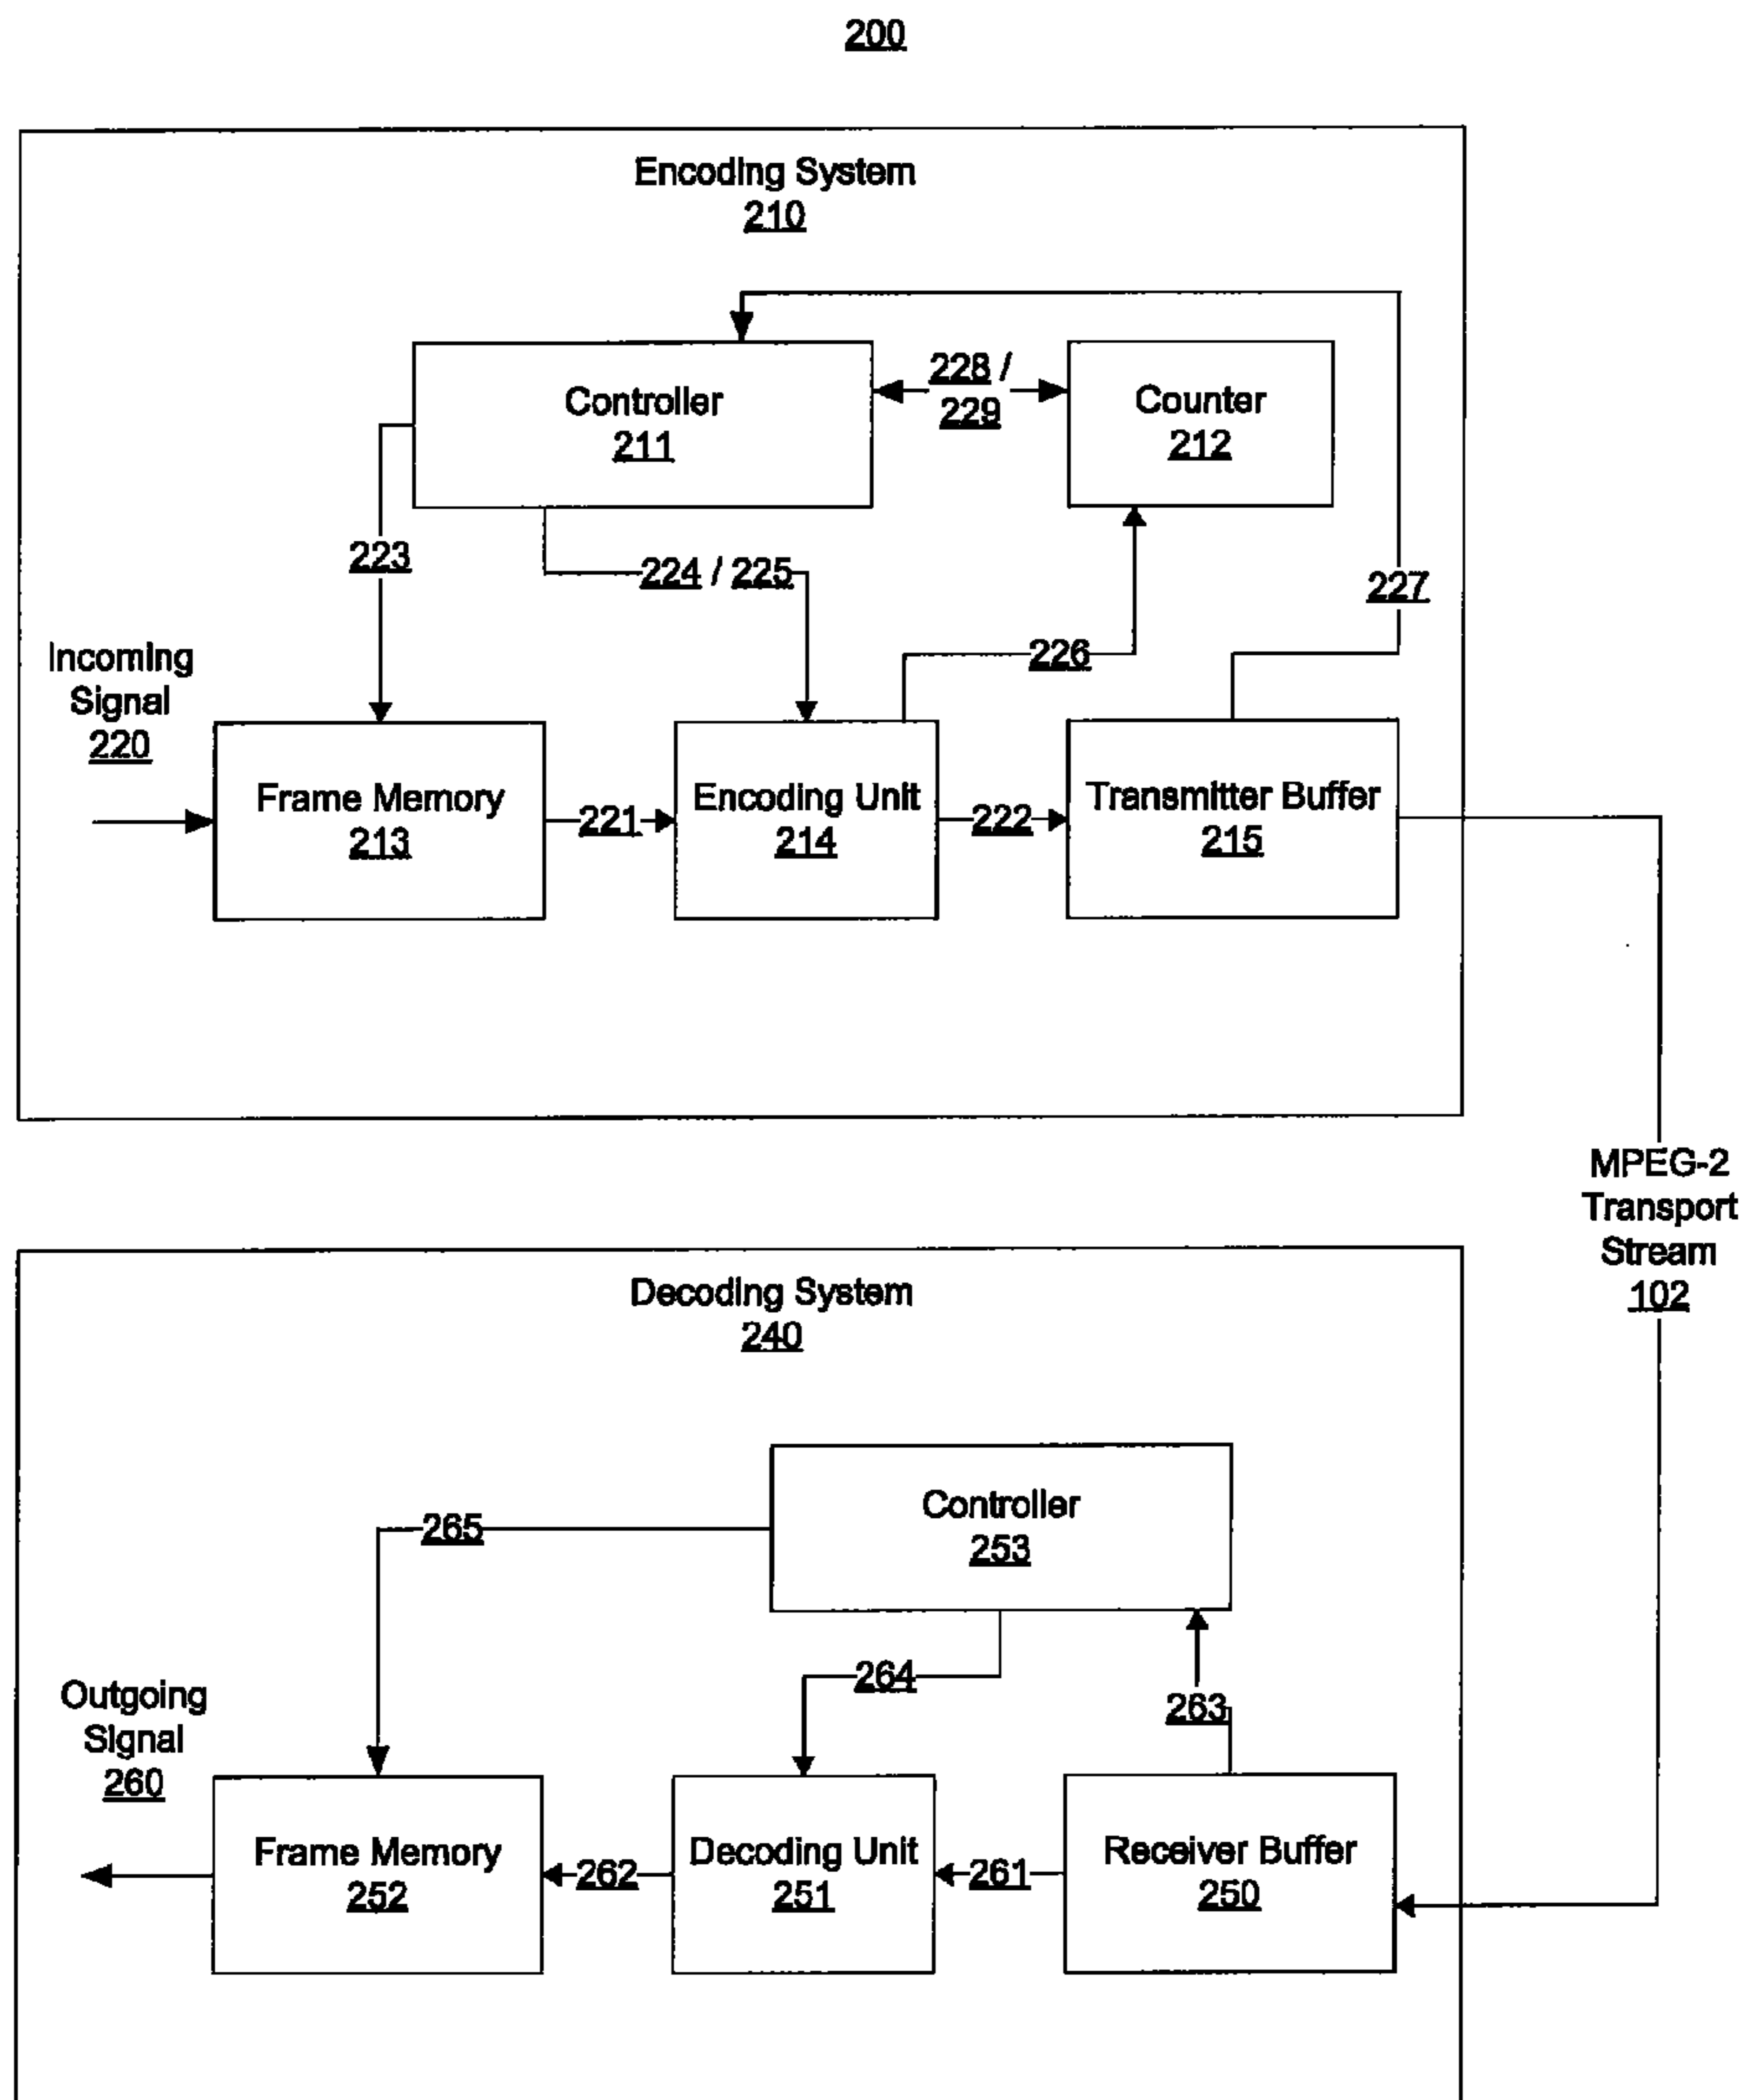 200
Encoding System
210
Controller
211
228 /
229
Counter
212
223
224 / 225
227
226
Incoming
Signal
220
Frame Memory
213
221
Encoding Unit
214
222
Transmitter Buffer
215
MPEG-2
Transport
Stream
102
Decoding System
240
Controller
253
265
264
263
Outgoing
Signal
260
Frame Memory
252
262
Decoding Unit
251
261
Receiver Buffer
250